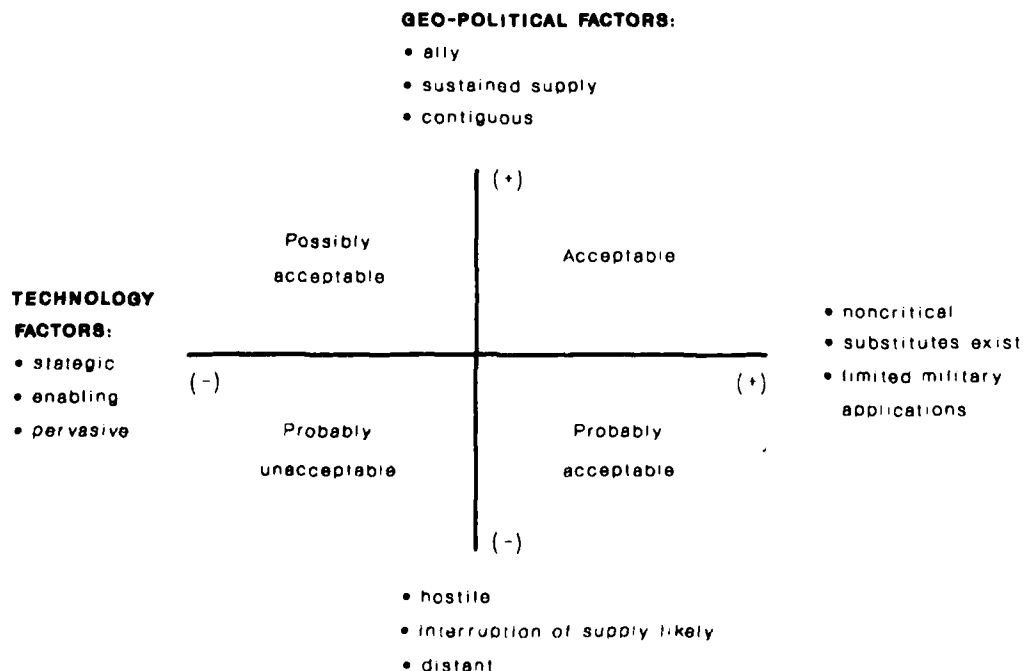 GEO-POLITICAL FACTORS:
• ally
• sustained supply
• contiguous
(+)
Possibly
acceptable
Acceptable
TECHNOLOGY
FACTORS:
• stategic
• enabling
• pervasive
(-)
(+)
• noncritical
• substitutes exist
• limited military
applications
Probably
unacceptable
Probably
acceptable
(-)
• hostile
• interruption of supply likely
• distant